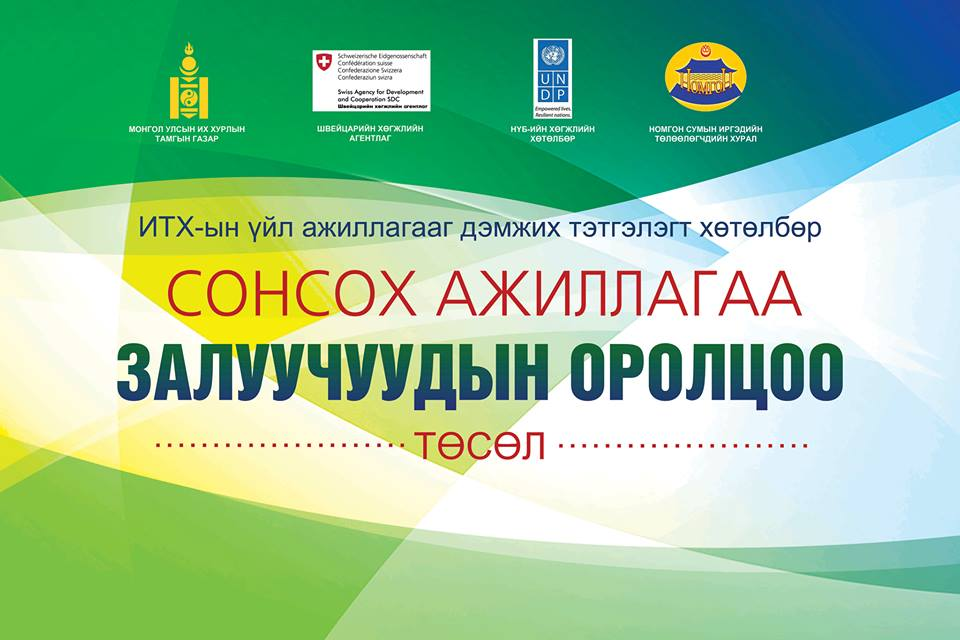 Schweizerische Eidgenossenschaft
Confédération suisse
Confederazione Svizzera
Confederaziun svizra
Swiss Agency for Development
and Cooperation SDC
Швейцарийн хөгжлийн агентлаг
U N
D P
Empowered lives.
Resilient nations.
НОМГОН
МОНГОЛ УЛСЫН ИХ ХУРЛЫН
ТАМГЫН ГАЗАР
ШВЕЙЦАРИЙН ХӨГЖЛИЙН
АГЕНТЛАГ
НҮБ-ИЙН ХӨГЖЛИЙН
ХӨТӨЛБӨР
НОМГОН СУМЫН ИРГЭДИЙН
ТӨЛӨӨЛӨГЧДИЙН ХУРАЛ
ИТХ-ын үйл ажиллагааг дэмжих тэтгэлэгт хөтөлбөр
СОНСОХ АЖИЛЛАГАА
ЗАЛУУЧУУДЫН ОРОЛЦОО
ТӨСӨЛ